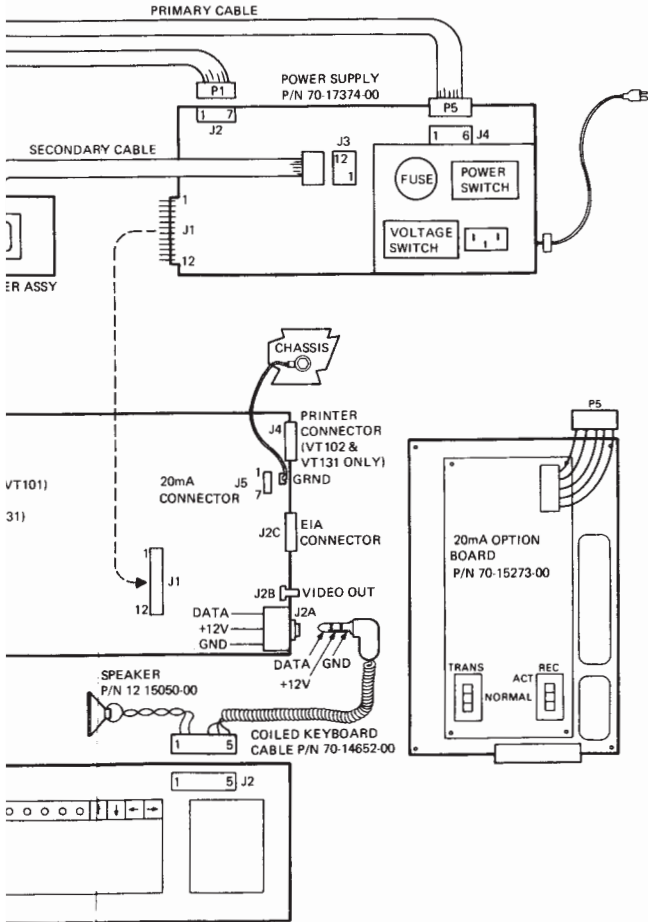 PRIMARY CABLE
POWER SUPPLY
P/N 70-17374-00
P1
1 7
J2
P5
1 6 J4
SECONDARY CABLE
J3
12
1
FUSE
POWER
SWITCH
VOLTAGE
SWITCH
1
J1
12
ER ASSY
CHASSIS
PRINTER
CONNECTOR
(VT102 &
VT131 ONLY)
J4
GRND
1
J5
7
20mA
CONNECTOR
VT101)
31)
EIA
CONNECTOR
J2C
1
J1
12
J2B
VIDEO OUT
J2A
DATA
+12V
GND
DATA GND
+12V
SPEAKER
P/N 12 15050-00
1 5
COILED KEYBOARD
CABLE P/N 70-14652-00
1 5 J2
P5
20mA OPTION
BOARD
P/N 70-15273-00
TRANS
ACT
REC
NORMAL